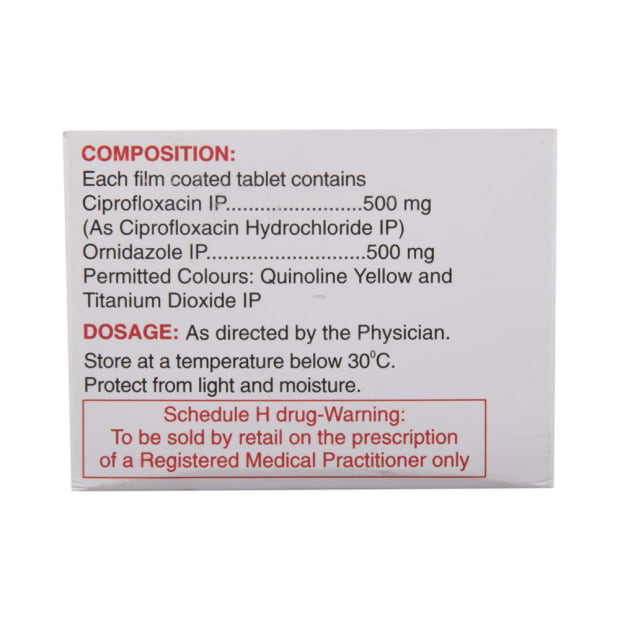 COMPOSITION:
Each film coated tablet contains
Ciprofloxacin IP.........................500 mg
(As Ciprofloxacin Hydrochloride IP)
Ornidazole IP.............................500 mg
Permitted Colours: Quinoline Yellow and
Titanium Dioxide IP
DOSAGE: As directed by the Physician.
Store at a temperature below 30⁰C.
Protect from light and moisture.
Schedule H drug-Warning:
To be sold by retail on the prescription
of a Registered Medical Practitioner only